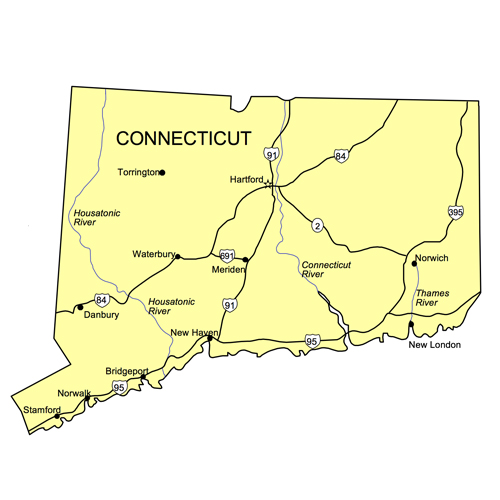 CONNECTICUT
91
84
Torrington
Hartford
Housatonic
River
2
395
Waterbury
691
Meriden
Connecticut
River
Norwich
84
Danbury
Housatonic
River
91
Thames
River
New Haven
95
New London
Bridgeport
95
Norwalk
Stamford